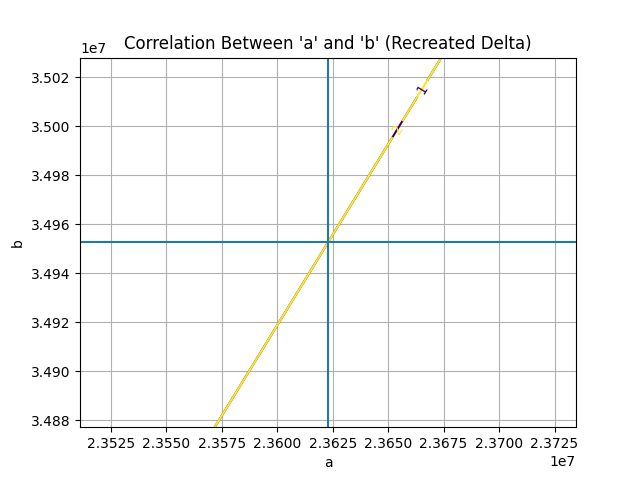 Correlation Between 'a' and 'b' (Recreated Delta)
1e7
3.502
3.500
3.498
3.496
3.494
3.492
3.490
3.488
b
1
2.3525 2.3550 2.3575 2.3600 2.3625 2.3650 2.3675 2.3700 2.3725
a
1e7